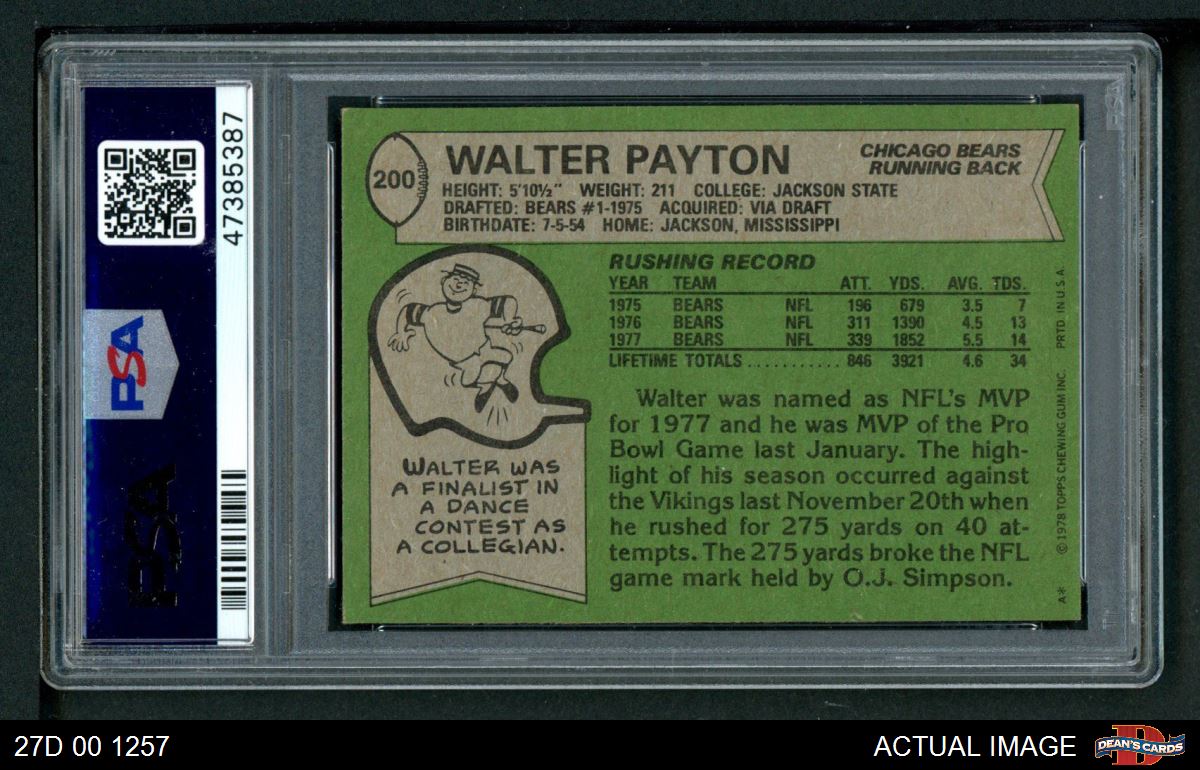 47385387
PSA
PSA
200
WALTER PAYTON
CHICAGO BEARS
RUNNING BACK
HEIGHT: 5'10½" WEIGHT: 211 COLLEGE: JACKSON STATE
DRAFTED: BEARS #1-1975 ACQUIRED: VIA DRAFT
BIRTHDATE: 7-5-54 HOME: JACKSON, MISSISSIPPI
RUSHING RECORD
YEAR TEAM ATT. YDS. AVG. TDS.
1975 BEARS NFL 196 679 3.5 7
1976 BEARS NFL 311 1390 4.5 13
1977 BEARS NFL 339 1852 5.5 14
LIFETIME TOTALS ........... 846 3921 4.6 34
Walter was named as NFL's MVP
for 1977 and he was MVP of the Pro
Bowl Game last January. The high-
light of his season occurred against
the Vikings last November 20th when
he rushed for 275 yards on 40 at-
tempts. The 275 yards broke the NFL
game mark held by O.J. Simpson.
WALTER WAS
A FINALIST IN
A DANCE
CONTEST AS
A COLLEGIAN.
A* © 1978 TOPPS CHEWING GUM INC. PRTD. IN U.S.A.
27D 00 1257
ACTUAL IMAGE
D
DEAN'S CARDS